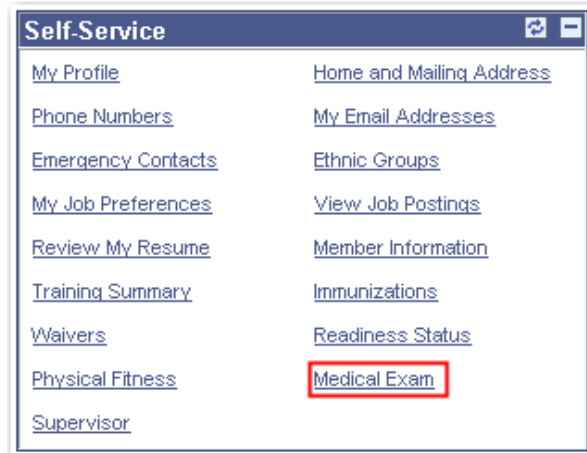 Self-Service
My Profile
Home and Mailing Address
Phone Numbers
My Email Addresses
Emergency Contacts
Ethnic Groups
My Job Preferences
View Job Postings
Review My Resume
Member Information
Training Summary
Immunizations
Waivers
Readiness Status
Physical Fitness
Medical Exam
Supervisor